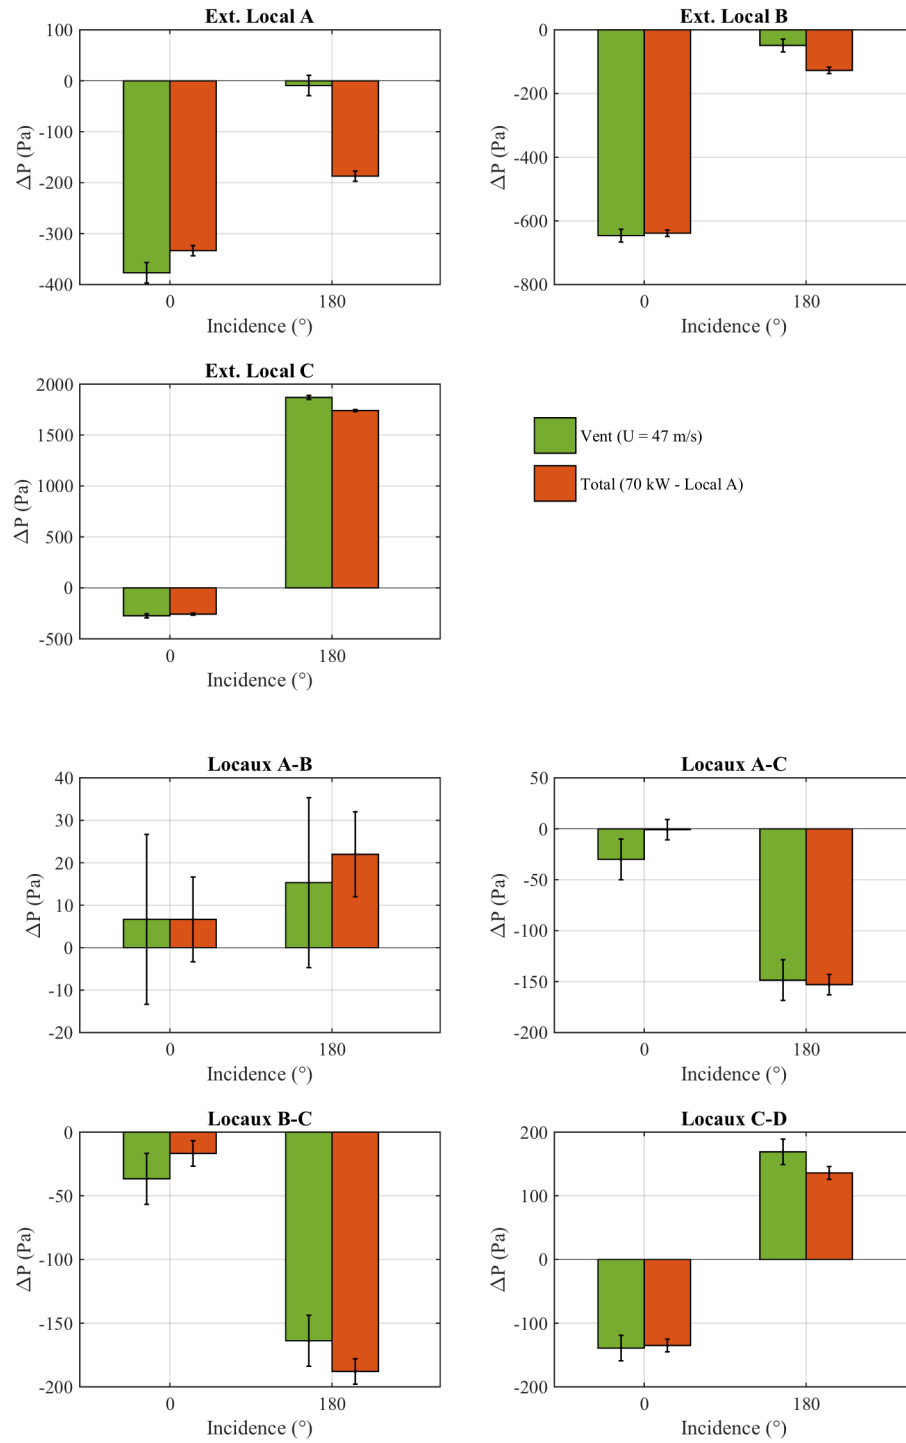 Ext. Local A
100
0
-100
-200
-300
-400
ΔP (Pa)
0
180
Incidence (°)
Ext. Local B
0
-200
-400
-600
-800
ΔP (Pa)
0
180
Incidence (°)
Ext. Local C
2000
1500
1000
500
0
-500
ΔP (Pa)
0
180
Incidence (°)
Vent (U = 47 m/s)
Total (70 kW - Local A)
Locaux A-B
40
30
20
10
0
-10
-20
ΔP (Pa)
0
180
Incidence (°)
Locaux A-C
50
0
-50
-100
-150
-200
ΔP (Pa)
0
180
Incidence (°)
Locaux B-C
0
-50
-100
-150
-200
ΔP (Pa)
0
180
Incidence (°)
Locaux C-D
200
100
0
-100
-200
ΔP (Pa)
0
180
Incidence (°)